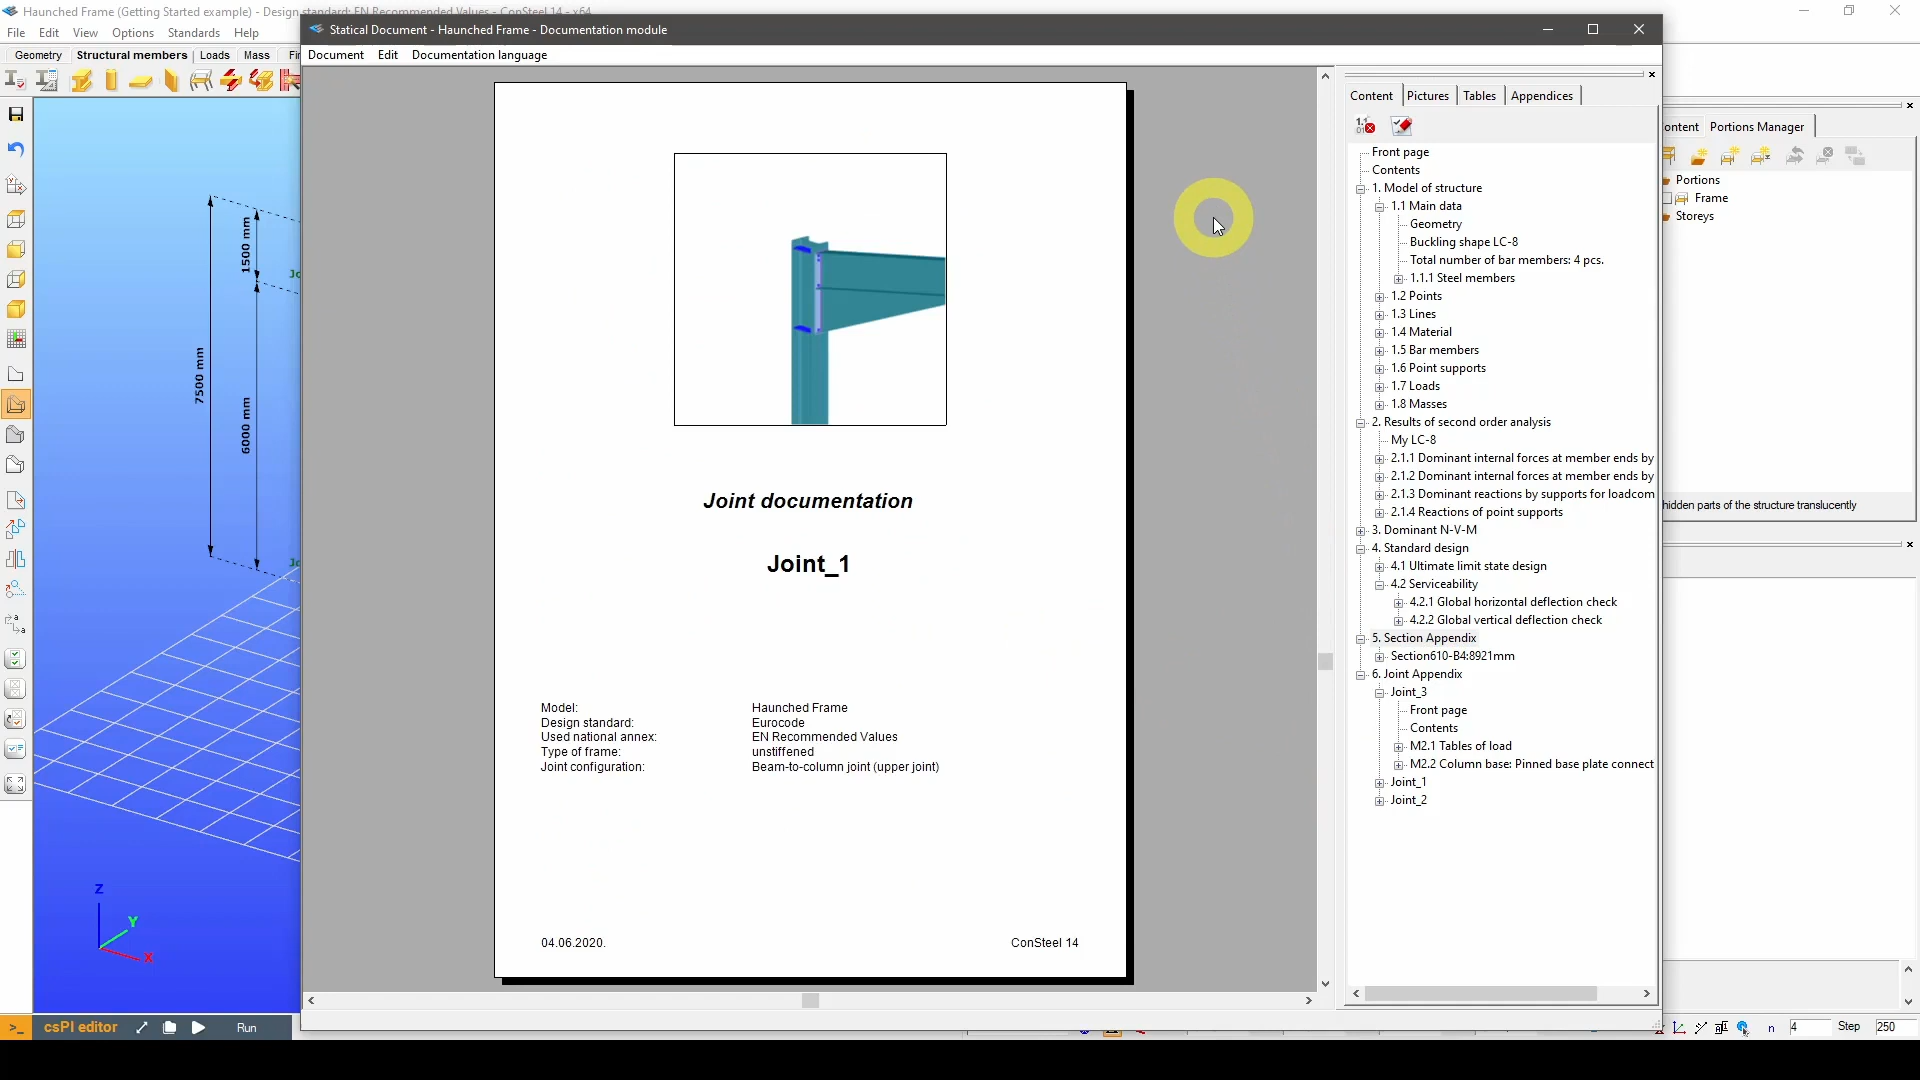 Haunched Frame (Getting Started example) - Design standard: EN Recommended Values - ConSteel 14 - x64
File Edit View Options Standards Help
Geometry Structural members Loads Mass
Statical Document - Haunched Frame - Documentation module
Document Edit Documentation language
1500 mm
7500 mm
6000 mm
Z
Y
X
Joint documentation
Joint_1
Model: Haunched Frame
Design standard: Eurocode
Used national annex: EN Recommended Values
Type of frame: unstiffened
Joint configuration: Beam-to-column joint (upper joint)
04.06.2020. ConSteel 14
Content Pictures Tables Appendices
Front page
Contents
1. Model of structure
1.1 Main data
Geometry
Buckling shape LC-8
Total number of bar members: 4 pcs.
1.1.1 Steel members
1.2 Points
1.3 Lines
1.4 Material
1.5 Bar members
1.6 Point supports
1.7 Loads
1.8 Masses
2. Results of second order analysis
My LC-8
2.1.1 Dominant internal forces at member ends by
2.1.2 Dominant internal forces at member ends by
2.1.3 Dominant reactions by supports for loadcom
2.1.4 Reactions of point supports
3. Dominant N-V-M
4. Standard design
4.1 Ultimate limit state design
4.2 Serviceability
4.2.1 Global horizontal deflection check
4.2.2 Global vertical deflection check
5. Section Appendix
Section610-B4:8921mm
6. Joint Appendix
Joint_3
Front page
Contents
M2.1 Tables of load
M2.2 Column base: Pinned base plate connect
Joint_1
Joint_2
ontent Portions Manager
Portions
Frame
Storeys
hidden parts of the structure translucently
>_ csPI editor Run
n 4 Step 250